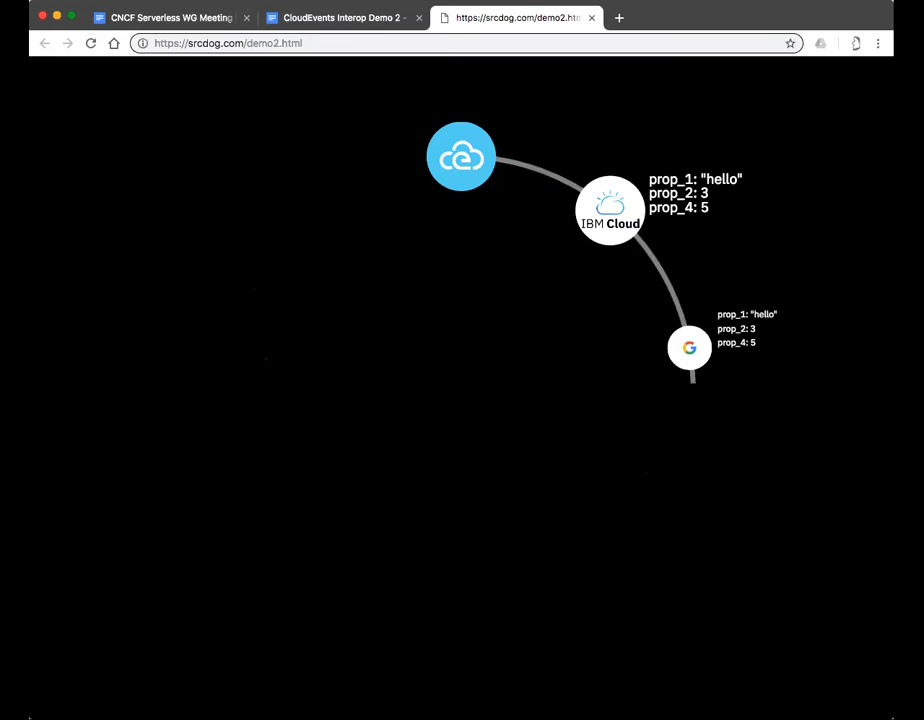 CNCF Serverless WG Meeting
CloudEvents Interop Demo 2 -
https://srcdog.com/demo2.htm
https://srcdog.com/demo2.html
prop_1: "hello"
prop_2: 3
prop_4: 5
IBM Cloud
prop_1: "hello"
prop_2: 3
prop_4: 5